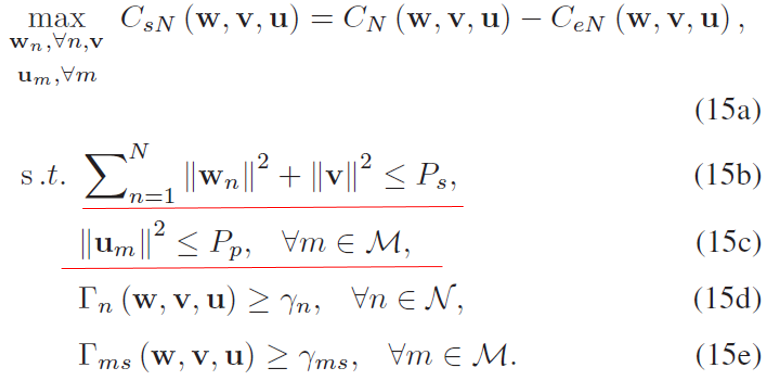 max C_{sN} (w, v, u) = C_N (w, v, u) − C_{eN} (w, v, u) ,
w_n,∀n,v
u_m,∀m
(15a)
s.t. ∑_{n=1}^{N} ‖w_n‖² + ‖v‖² ≤ P_s, (15b)
‖u_m‖² ≤ P_p, ∀m ∈ ℳ, (15c)
Γ_n (w, v, u) ≥ γ_n, ∀n ∈ 𝒩, (15d)
Γ_{ms} (w, v, u) ≥ γ_{ms}, ∀m ∈ ℳ. (15e)